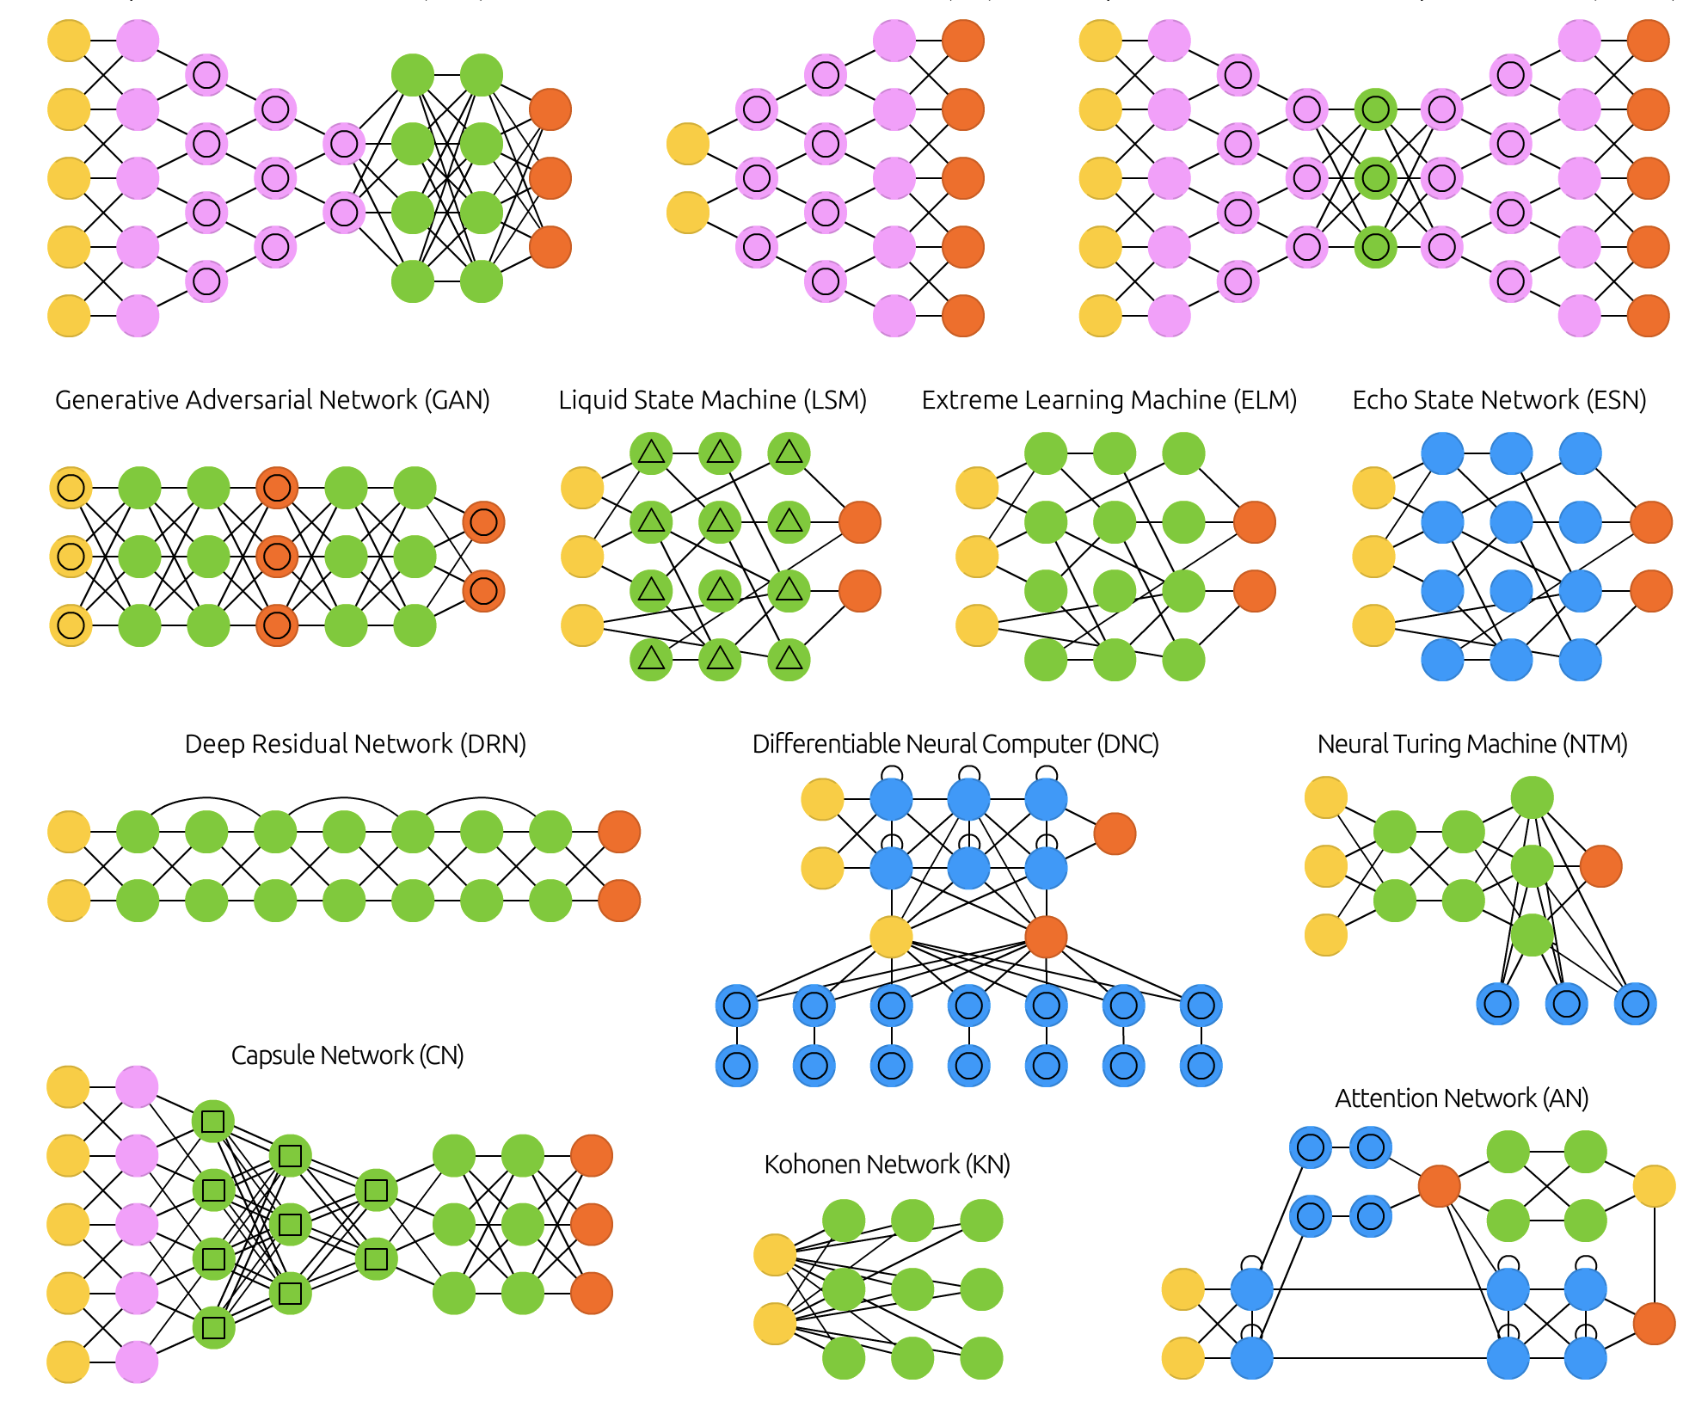 Generative Adversarial Network (GAN)
Liquid State Machine (LSM)
Extreme Learning Machine (ELM)
Echo State Network (ESN)
Deep Residual Network (DRN)
Differentiable Neural Computer (DNC)
Neural Turing Machine (NTM)
Capsule Network (CN)
Attention Network (AN)
Kohonen Network (KN)